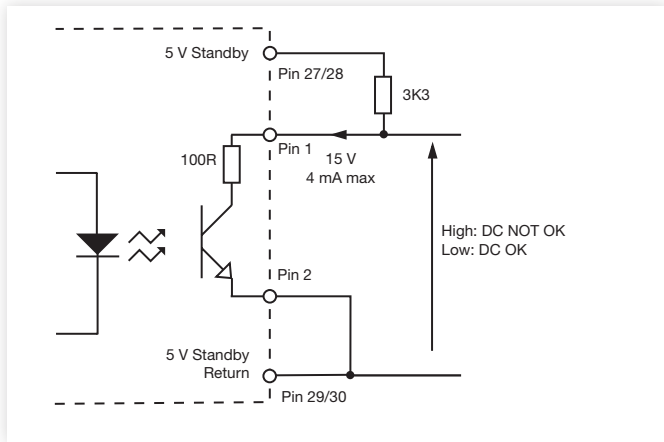 5 V Standby
Pin 27/28
3K3
Pin 1
100R
15 V
4 mA max
High: DC NOT OK
Low: DC OK
Pin 2
5 V Standby
Return
Pin 29/30